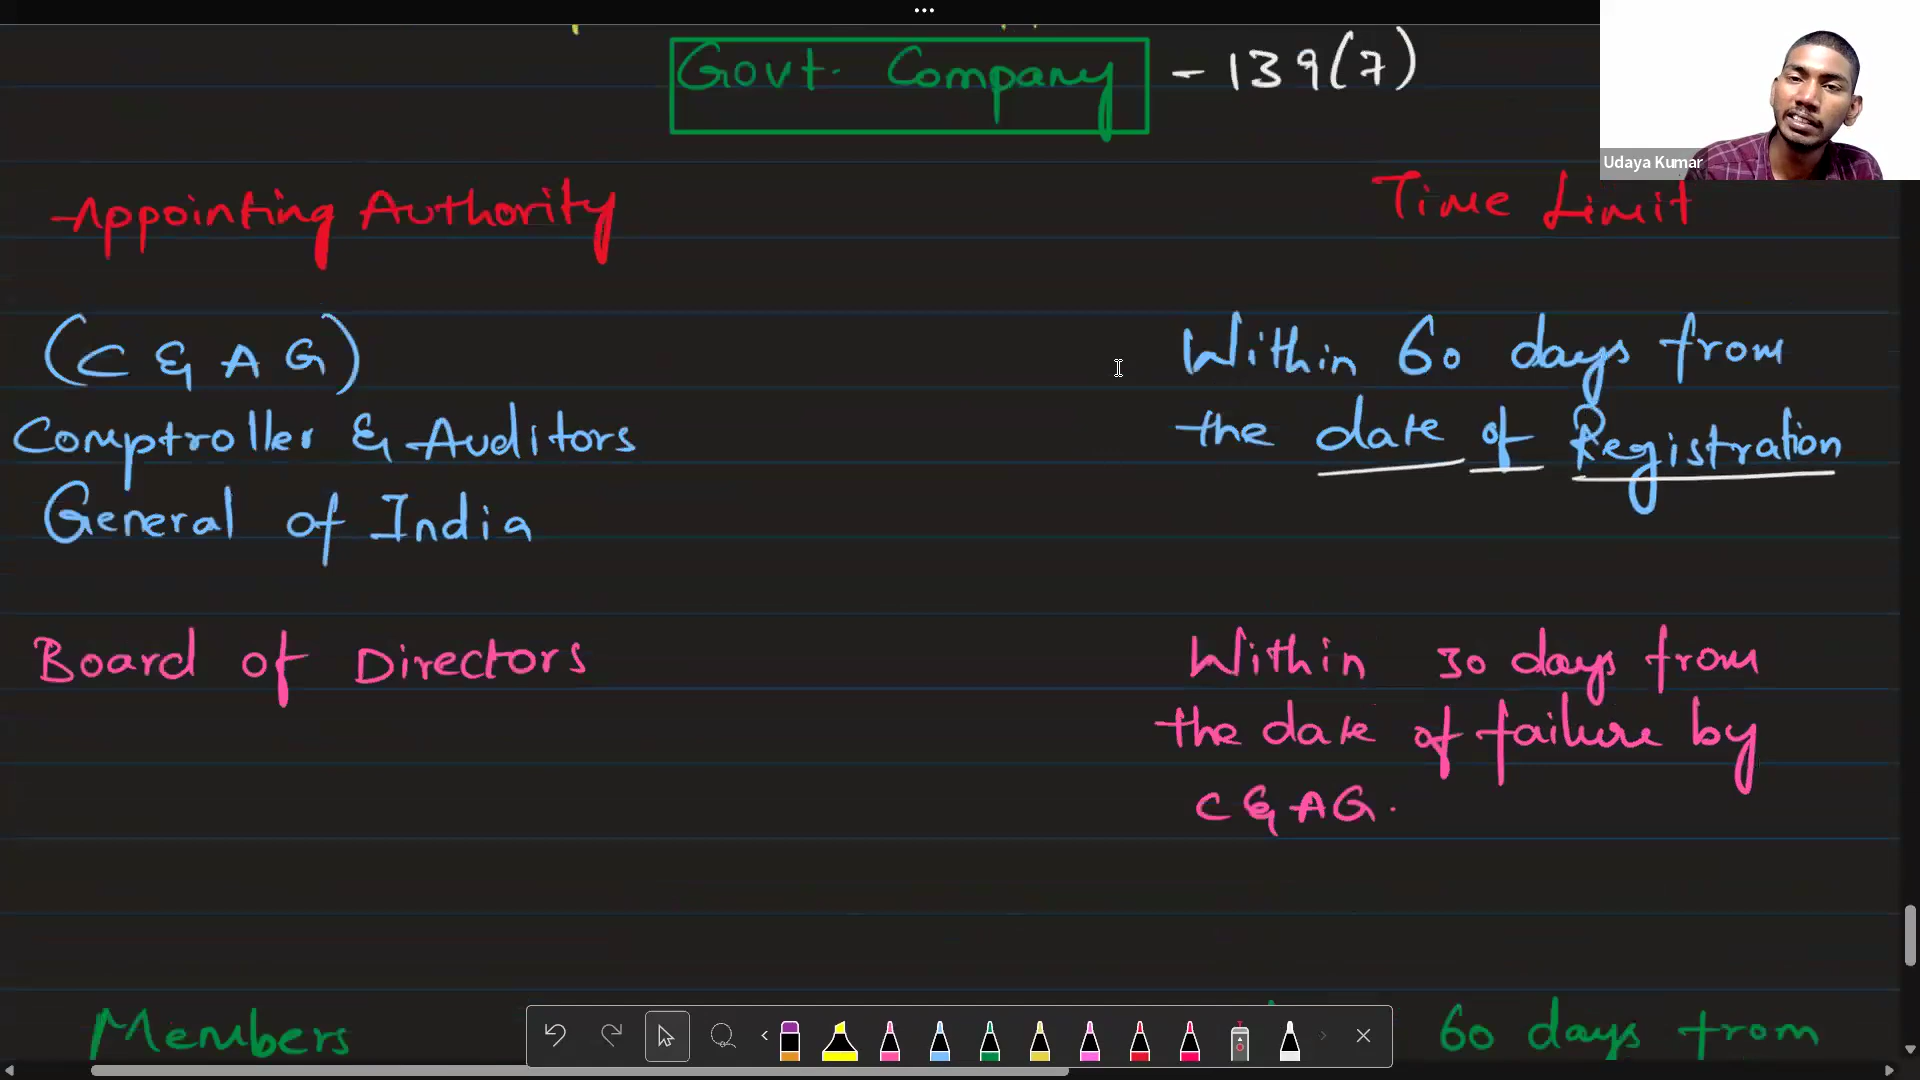 Govt. Company - 139(7)
Udaya Kumar
Appointing Authority
Time Limit
(C & A G)
Within 60 days from
Comptroller & Auditors
the date of Registration
General of India
Board of Directors
Within 30 days from
the date of failure by
C & A G.
Members
60 days from